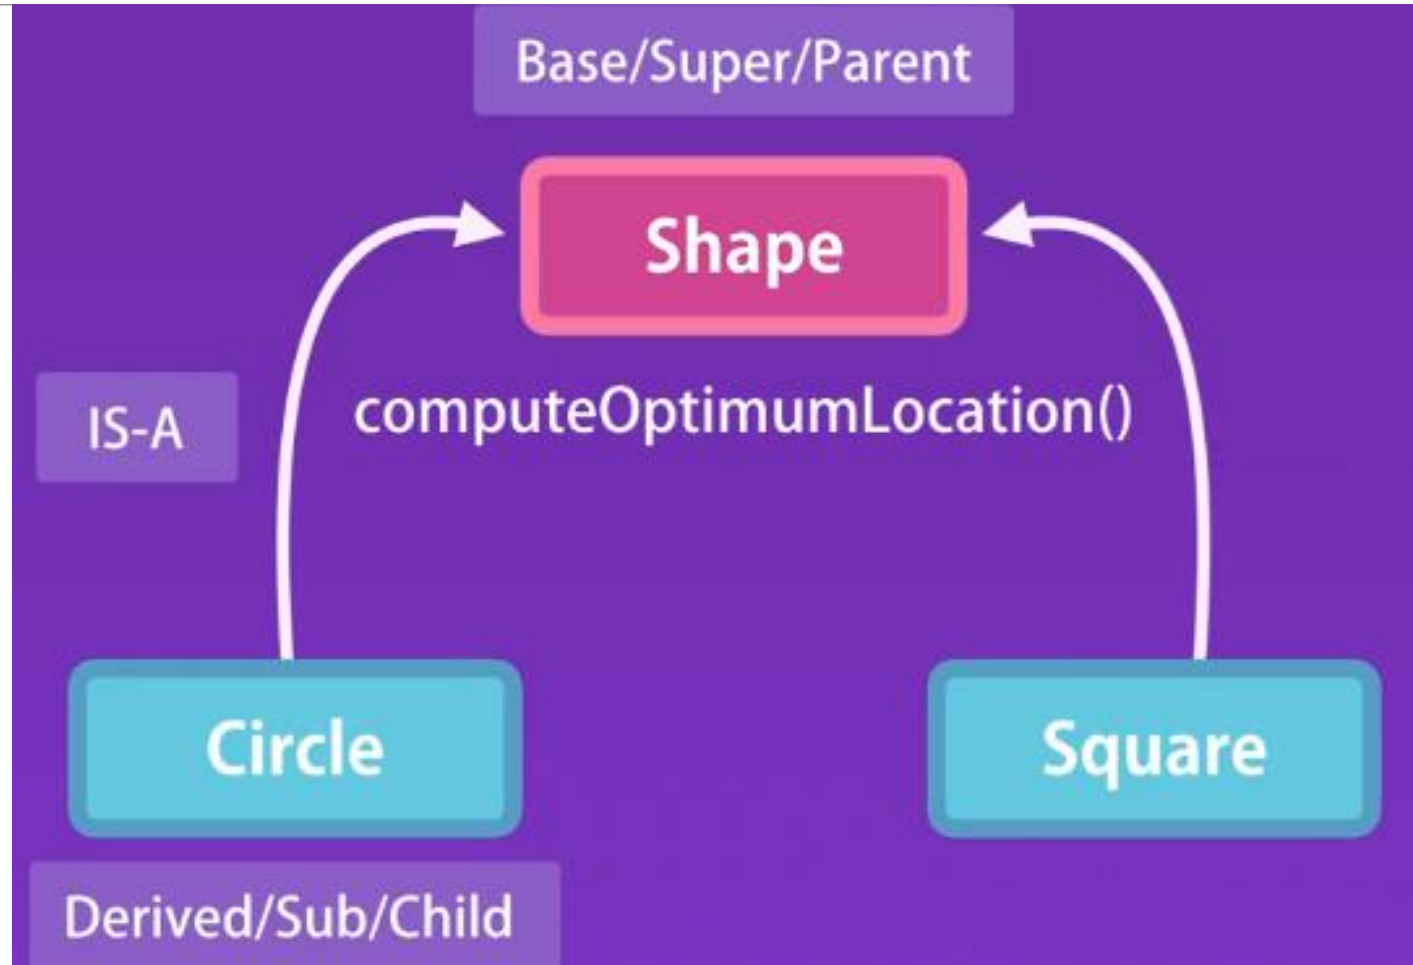 Base/Super/Parent
Shape
computeOptimumLocation()
IS-A
Circle
Square
Derived/Sub/Child